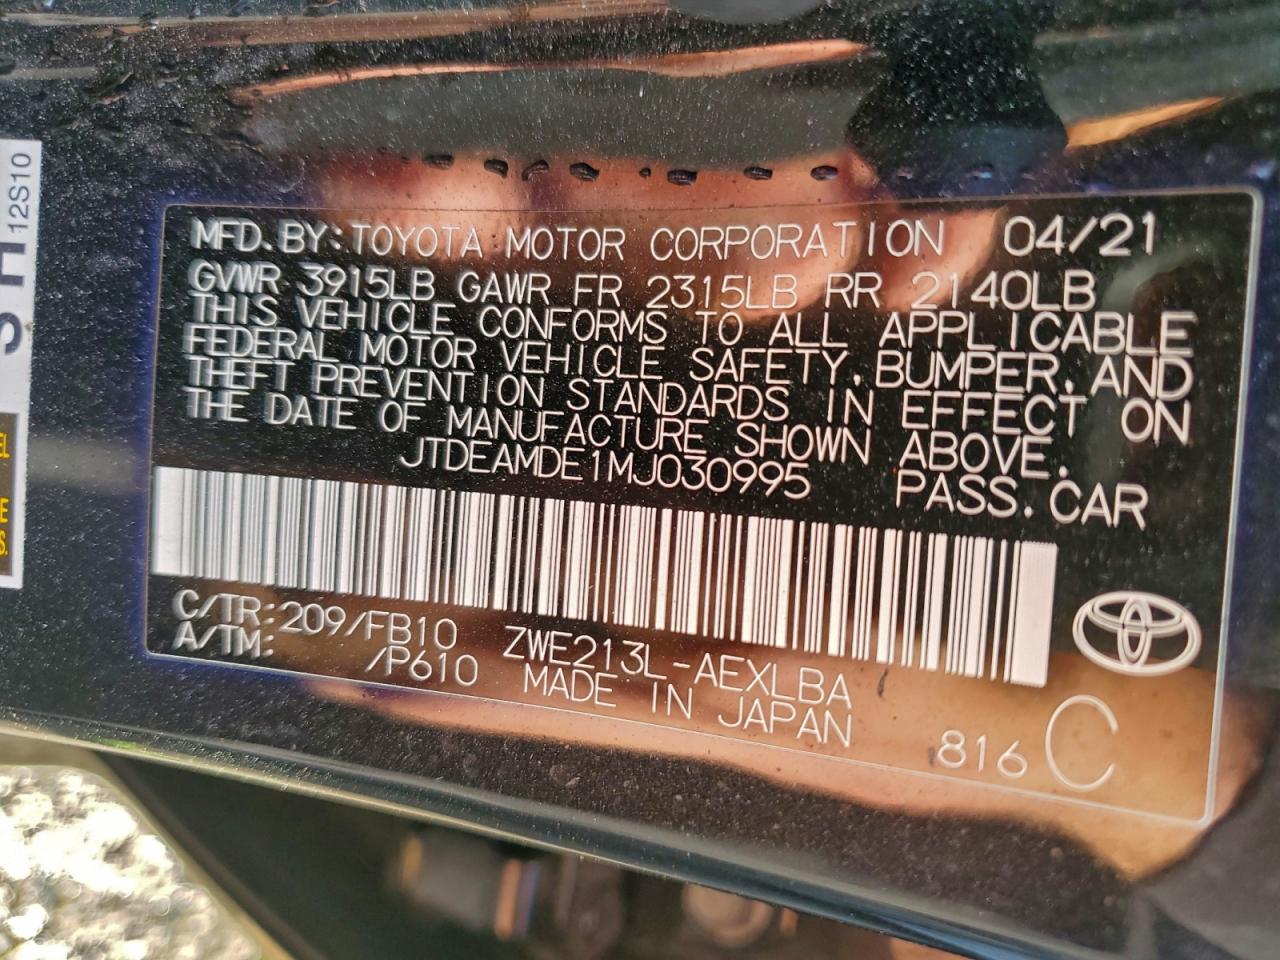 MFD. BY: TOYOTA MOTOR CORPORATION 04/21
GVWR 3915LB GAWR FR 2315LB RR 2140LB
THIS VEHICLE CONFORMS TO ALL APPLICABLE
FEDERAL MOTOR VEHICLE SAFETY, BUMPER, AND
THEFT PREVENTION STANDARDS IN EFFECT ON
THE DATE OF MANUFACTURE SHOWN ABOVE.
JTDEAMDE1MJ030995 PASS. CAR
C/TR: 209/FB10 ZWE213L-AEXLBA
A/TM: /P610 MADE IN JAPAN
816 C
12S10